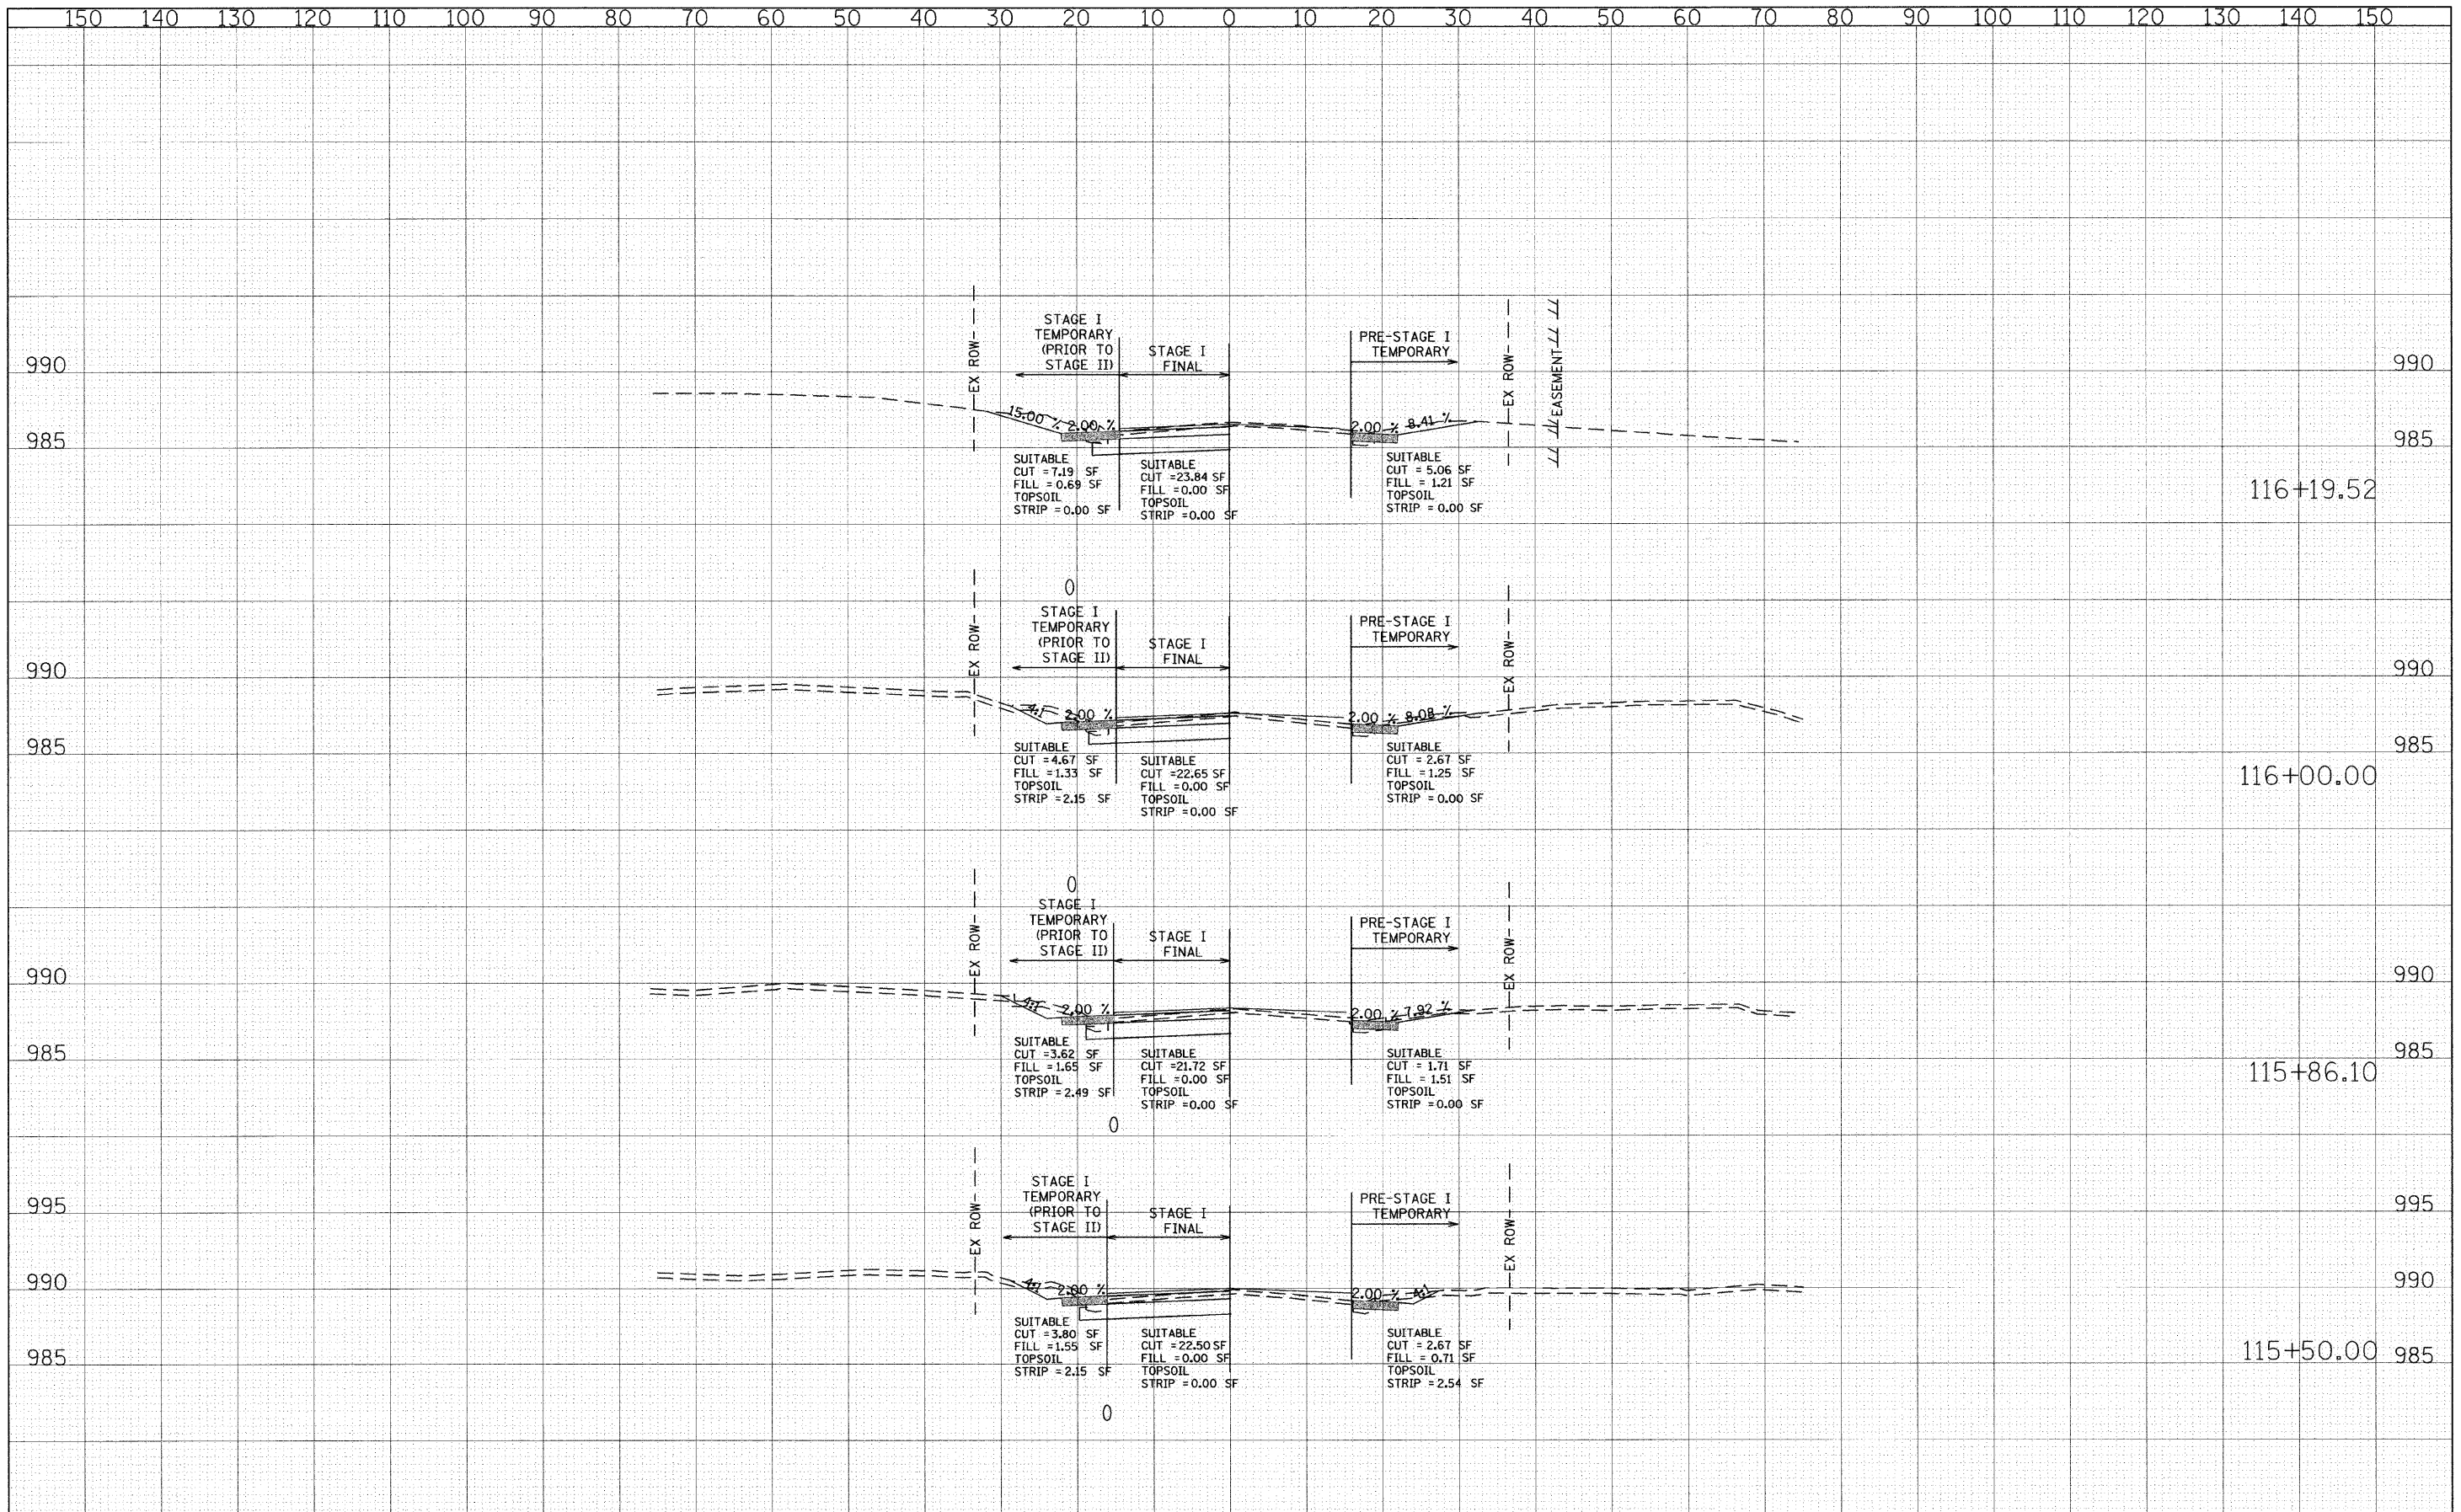 150 140 130 120 110 100 90 80 70 60 50 40 30 20 10 0 10 20 30 40 50 60 70 80 90 100 110 120 130 140 150
STAGE I
TEMPORARY
(PRIOR TO
STAGE II)
STAGE I
FINAL
PRE-STAGE I
TEMPORARY
EX ROW
EX ROW
EASEMENT
990
990
15.00 %
2.00 %
2.00 %
8.41 %
985
985
SUITABLE
CUT =7.19 SF
FILL =0.69 SF
TOPSOIL
STRIP =0.00 SF
SUITABLE
CUT =23.84 SF
FILL =0.00 SF
TOPSOIL
STRIP =0.00 SF
SUITABLE
CUT = 5.06 SF
FILL = 1.21 SF
TOPSOIL
STRIP =0.00 SF
116+19.52
0
STAGE I
TEMPORARY
(PRIOR TO
STAGE II)
STAGE I
FINAL
PRE-STAGE I
TEMPORARY
EX ROW
EX ROW
990
990
4:1
2.00 %
2.00 %
8.08 %
985
985
SUITABLE
CUT =4.67 SF
FILL =1.33 SF
TOPSOIL
STRIP =2.15 SF
SUITABLE
CUT =22.65 SF
FILL =0.00 SF
TOPSOIL
STRIP =0.00 SF
SUITABLE
CUT = 2.67 SF
FILL =1.25 SF
TOPSOIL
STRIP =0.00 SF
116+00.00
0
STAGE I
TEMPORARY
(PRIOR TO
STAGE II)
STAGE I
FINAL
PRE-STAGE I
TEMPORARY
EX ROW
EX ROW
990
990
4:1
2.00 %
2.00 %
7.92 %
985
985
SUITABLE
CUT =3.62 SF
FILL =1.65 SF
TOPSOIL
STRIP =2.49 SF
SUITABLE
CUT =21.72 SF
FILL =0.00 SF
TOPSOIL
STRIP =0.00 SF
SUITABLE
CUT = 1.71 SF
FILL = 1.51 SF
TOPSOIL
STRIP =0.00 SF
115+86.10
0
STAGE I
TEMPORARY
(PRIOR TO
STAGE II)
STAGE I
FINAL
PRE-STAGE I
TEMPORARY
EX ROW
EX ROW
995
995
990
990
4:1
2.00 %
2.00 %
4:1
985
985
SUITABLE
CUT =3.80 SF
FILL =1.55 SF
TOPSOIL
STRIP =2.15 SF
SUITABLE
CUT =22.50 SF
FILL =0.00 SF
TOPSOIL
STRIP =0.00 SF
SUITABLE
CUT = 2.67 SF
FILL = 0.71 SF
TOPSOIL
STRIP =2.54 SF
115+50.00
0